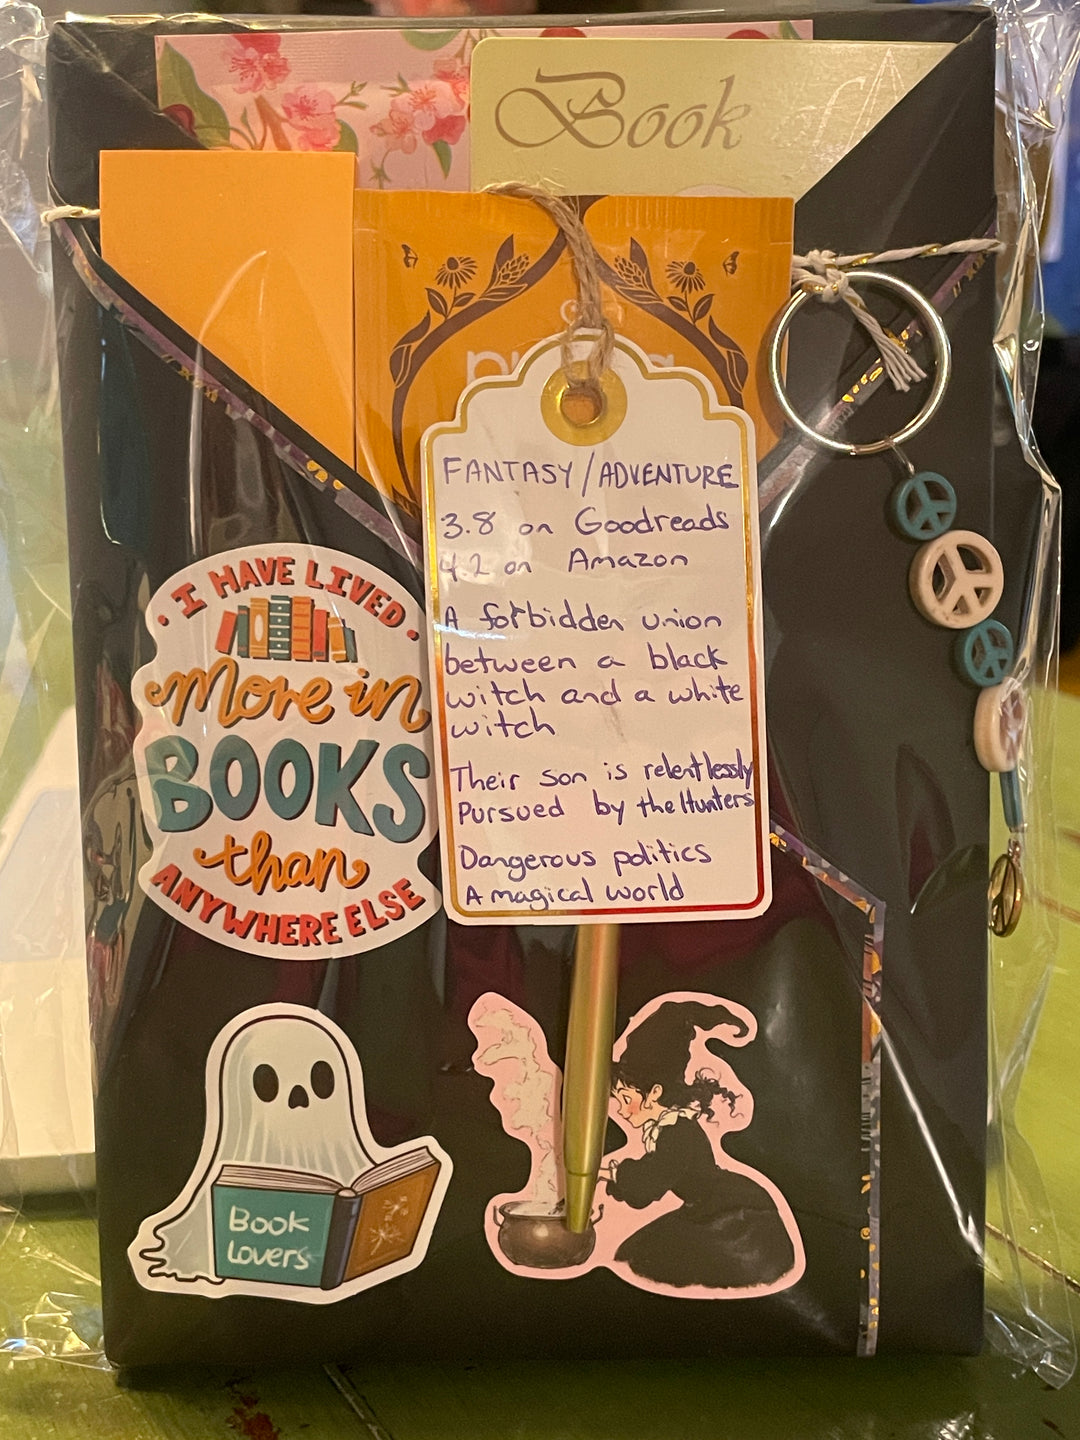 Book
FANTASY/ADVENTURE
3.8 on Goodreads
4.2 on Amazon
A forbidden union
between a black
witch and a white
witch
Their son is relentlessly
Pursued by the Hunters
Dangerous politics
A magical world
I HAVE LIVED
More in
BOOKS
than
ANYWHERE ELSE
Book
Lovers